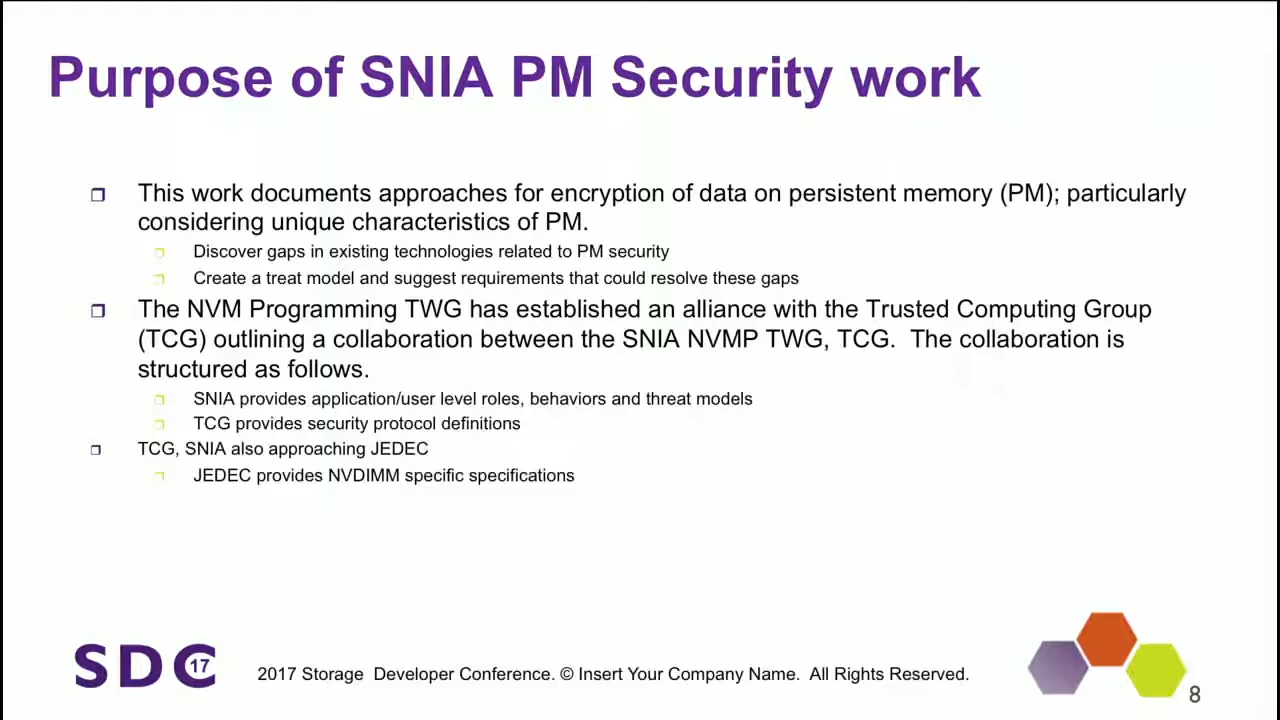 Purpose of SNIA PM Security work
This work documents approaches for encryption of data on persistent memory (PM); particularly
considering unique characteristics of PM.
Discover gaps in existing technologies related to PM security
Create a treat model and suggest requirements that could resolve these gaps
The NVM Programming TWG has established an alliance with the Trusted Computing Group
(TCG) outlining a collaboration between the SNIA NVMP TWG, TCG.  The collaboration is
structured as follows.
SNIA provides application/user level roles, behaviors and threat models
TCG provides security protocol definitions
TCG, SNIA also approaching JEDEC
JEDEC provides NVDIMM specific specifications
SDC 17
2017 Storage  Developer Conference. © Insert Your Company Name.  All Rights Reserved.
8